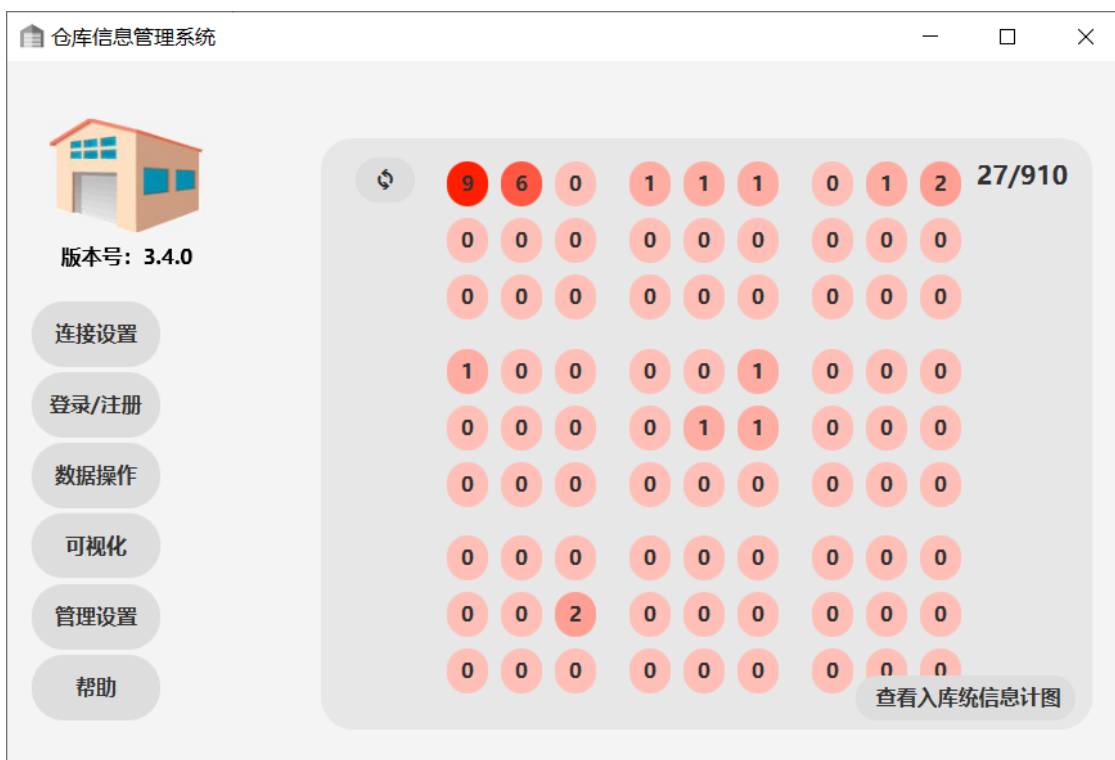 仓库信息管理系统
版本号：3.4.0
连接设置
登录/注册
数据操作
可视化
管理设置
帮助
9 6 0 1 1 1 0 1 2 27/910
0 0 0 0 0 0 0 0 0
0 0 0 0 0 0 0 0 0
1 0 0 0 0 1 0 0 0
0 0 0 0 1 1 0 0 0
0 0 0 0 0 0 0 0 0
0 0 0 0 0 0 0 0 0
0 0 2 0 0 0 0 0 0
0 0 0 0 0 0 0 0 0
查看入库统信息计图